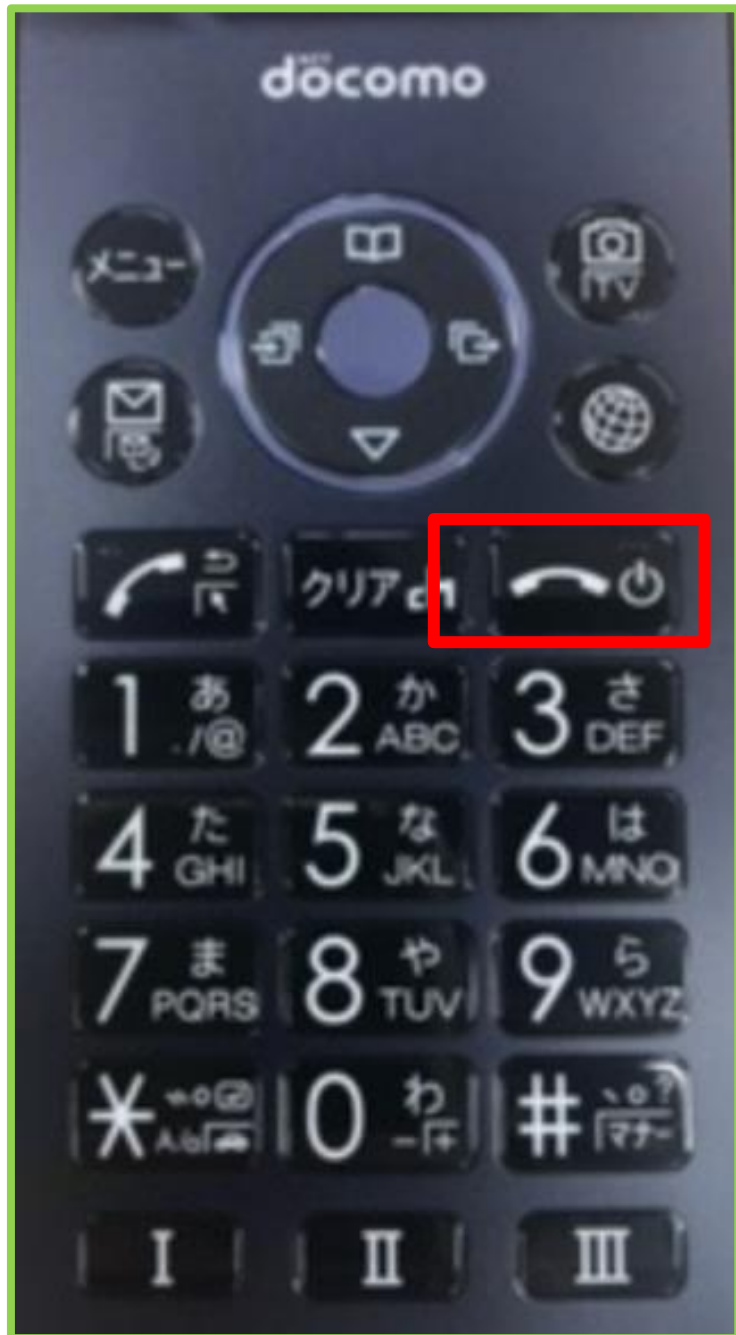 docomo
メニュー
TV
クリア
1 あ ./@
2 か ABC
3 さ DEF
4 た GHI
5 な JKL
6 は MNO
7 ま PQRS
8 や TUV
9 ら WXYZ
* A/a
0 わ
# 、。?
マナー
I
II
III